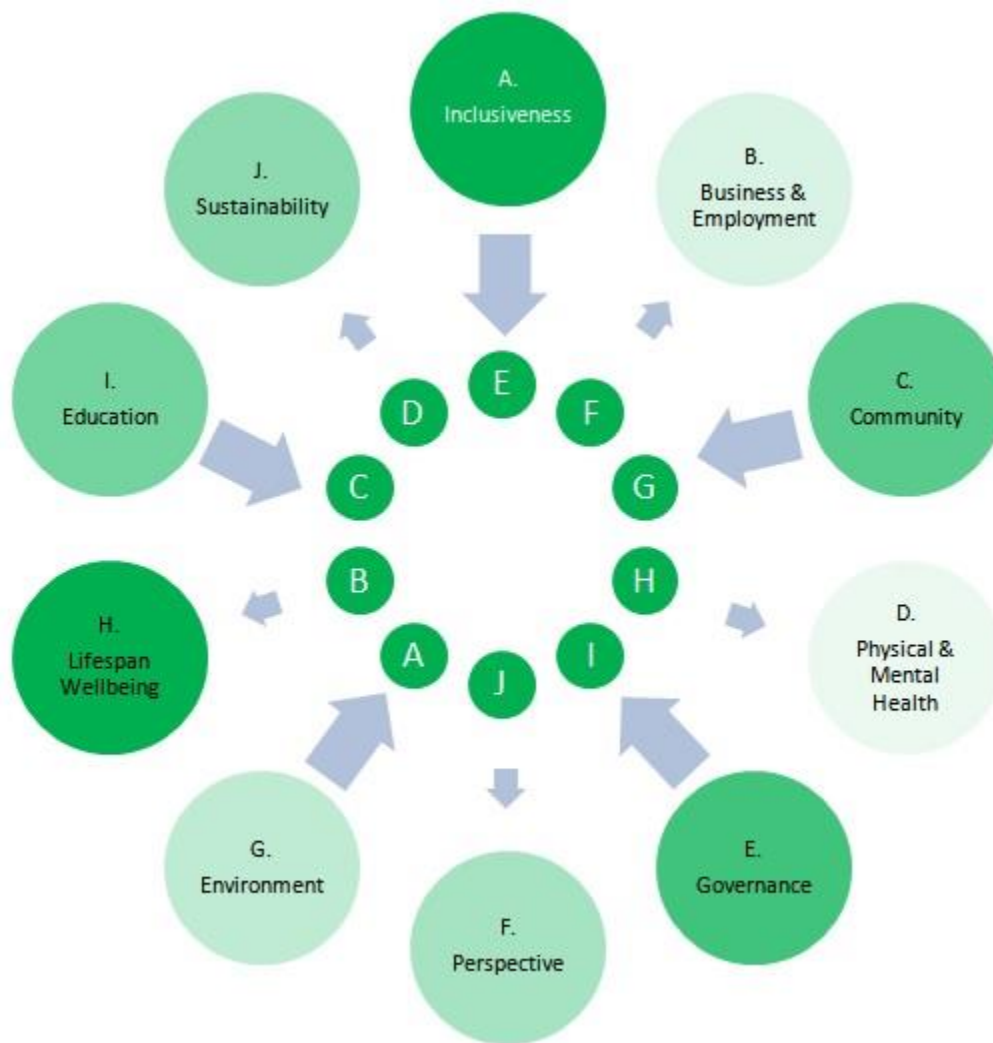 A.
Inclusiveness
B.
Business &
Employment
C.
Community
D.
Physical &
Mental
Health
E.
Governance
F.
Perspective
G.
Environment
H.
Lifespan
Wellbeing
I.
Education
J.
Sustainability
E
F
G
H
I
J
A
B
C
D